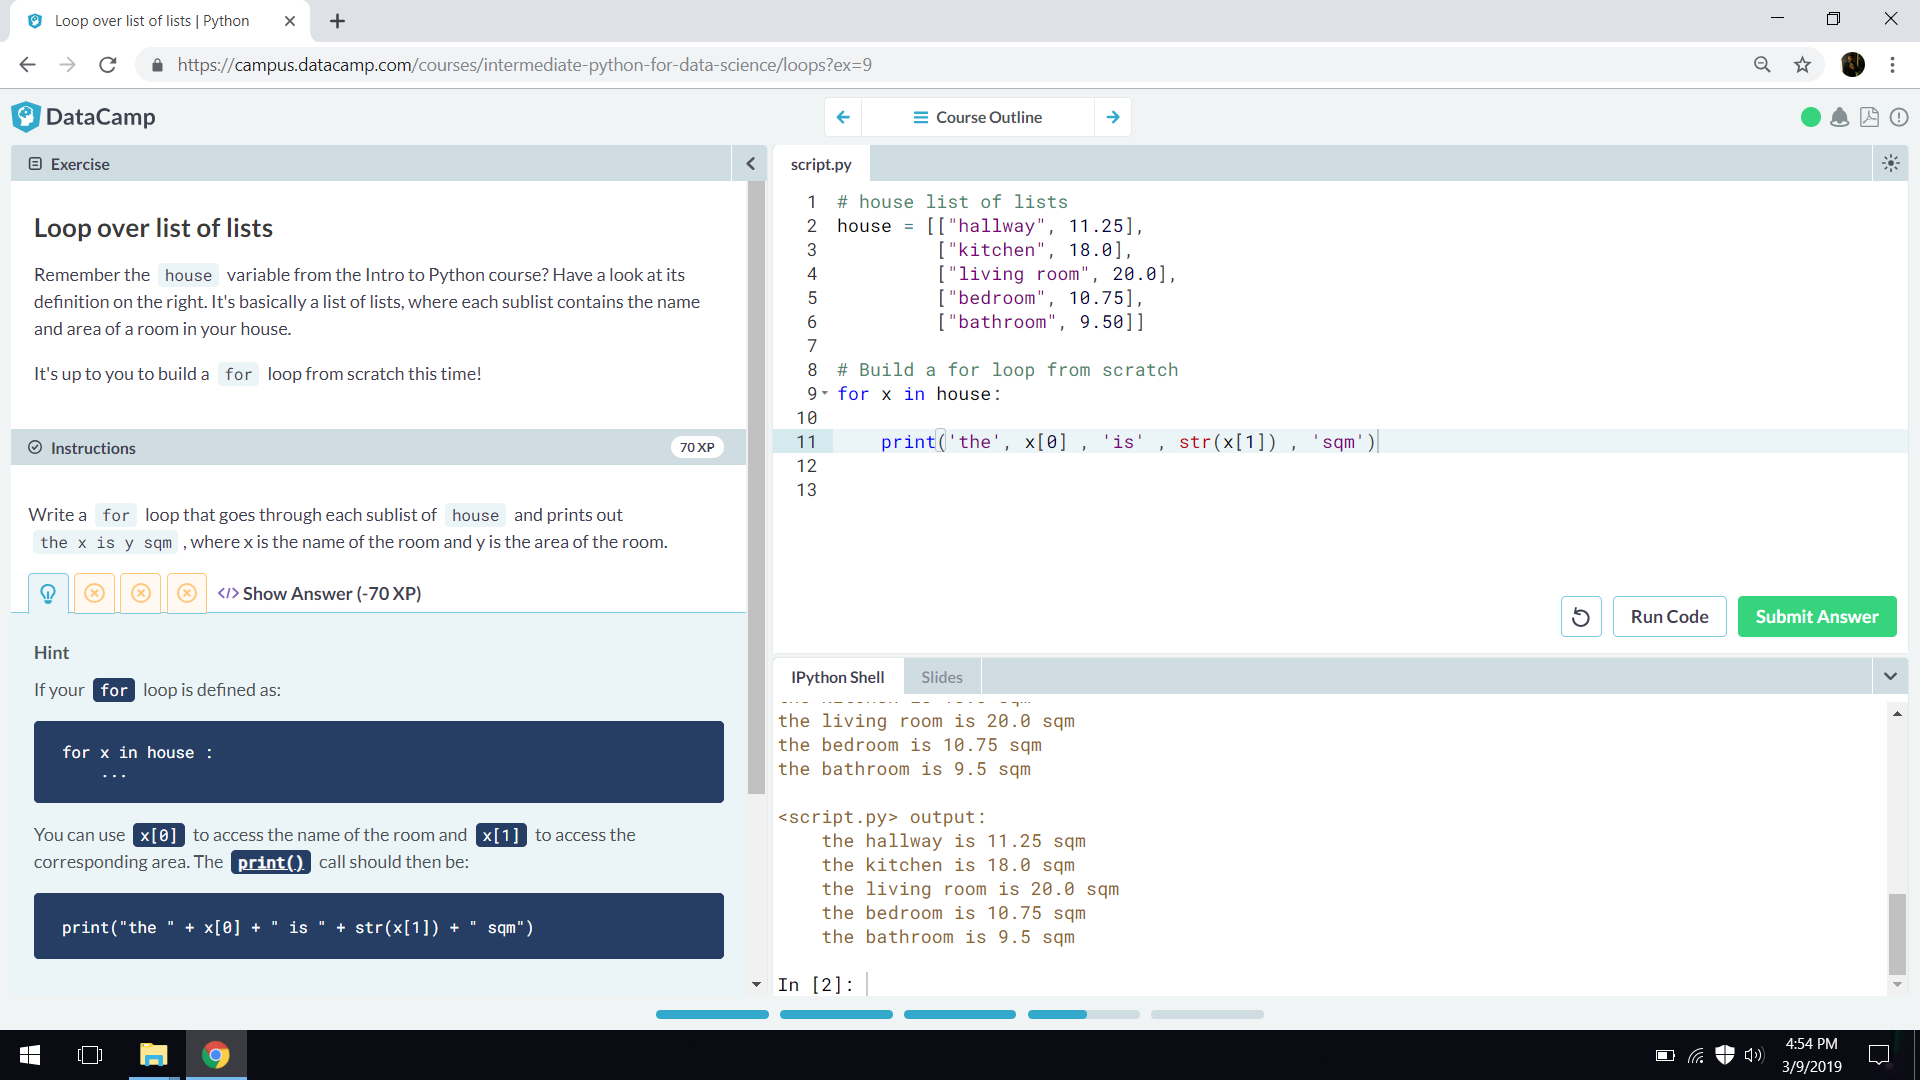 Loop over list of lists | Python
https://campus.datacamp.com/courses/intermediate-python-for-data-science/loops?ex=9
DataCamp
Course Outline
Exercise
Loop over list of lists
Remember the house variable from the Intro to Python course? Have a look at its
definition on the right. It's basically a list of lists, where each sublist contains the name
and area of a room in your house.
It's up to you to build a for loop from scratch this time!
Instructions
70 XP
Write a for loop that goes through each sublist of house and prints out
the x is y sqm , where x is the name of the room and y is the area of the room.
</> Show Answer (-70 XP)
Hint
If your for loop is defined as:
for x in house :
...
You can use x[0] to access the name of the room and x[1] to access the
corresponding area. The print() call should then be:
print("the " + x[0] + " is " + str(x[1]) + " sqm")
script.py
1 # house list of lists
2 house = [["hallway", 11.25],
3 ["kitchen", 18.0],
4 ["living room", 20.0],
5 ["bedroom", 10.75],
6 ["bathroom", 9.50]]
7
8 # Build a for loop from scratch
9 for x in house:
10
11 print('the', x[0] , 'is' , str(x[1]) , 'sqm')
12
13
Run Code
Submit Answer
IPython Shell
Slides
the living room is 20.0 sqm
the bedroom is 10.75 sqm
the bathroom is 9.5 sqm
<script.py> output:
the hallway is 11.25 sqm
the kitchen is 18.0 sqm
the living room is 20.0 sqm
the bedroom is 10.75 sqm
the bathroom is 9.5 sqm
In [2]:
4:54 PM
3/9/2019